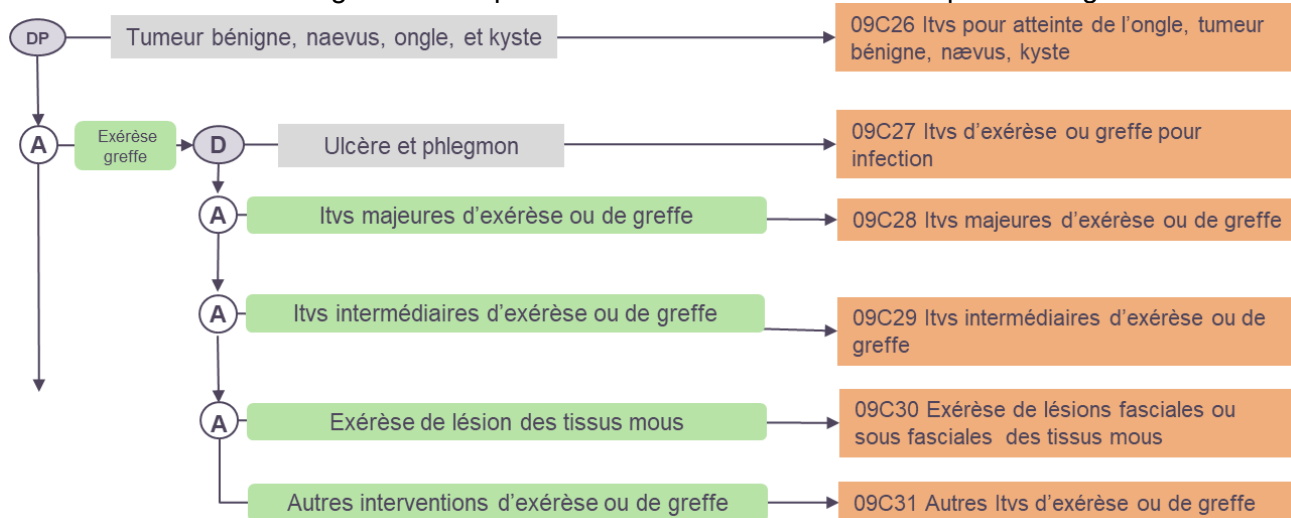 DP
Tumeur bénigne, naevus, ongle, et kyste
09C26 Itvs pour atteinte de l'ongle, tumeur
bénigne, nævus, kyste
A
Exérèse
greffe
D
Ulcère et phlegmon
09C27 Itvs d'exérèse ou greffe pour
infection
A
Itvs majeures d'exérèse ou de greffe
09C28 Itvs majeures d'exérèse ou de greffe
A
Itvs intermédiaires d'exérèse ou de greffe
09C29 Itvs intermédiaires d'exérèse ou de
greffe
A
Exérèse de lésion des tissus mous
09C30 Exérèse de lésions fasciales ou
sous fasciales des tissus mous
Autres interventions d'exérèse ou de greffe
09C31 Autres Itvs d'exérèse ou de greffe